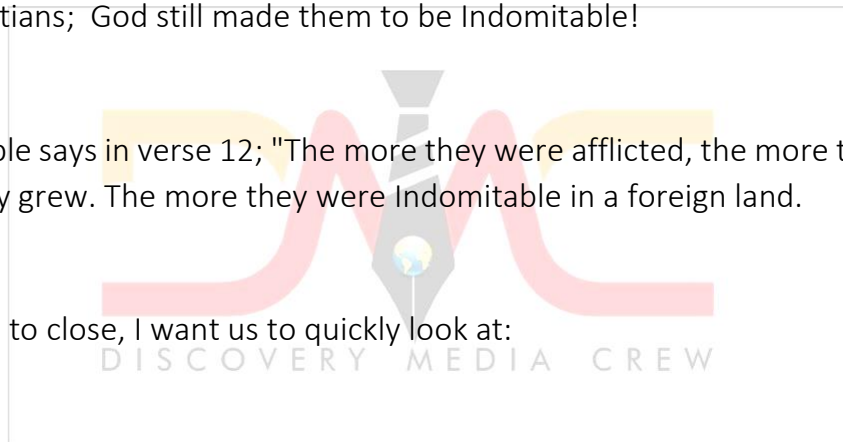 tians;  God still made them to be Indomitable!
ble says in verse 12; "The more they were afflicted, the more t
y grew. The more they were Indomitable in a foreign land.
to close, I want us to quickly look at:
DMC
DISCOVERY MEDIA CREW